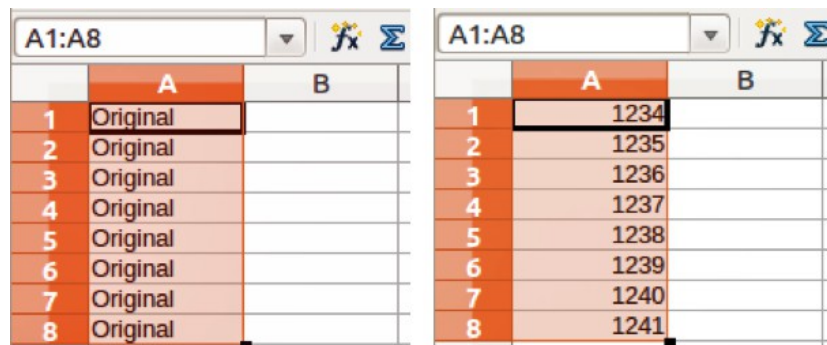 A1:A8
A B
1 Original
2 Original
3 Original
4 Original
5 Original
6 Original
7 Original
8 Original
A1:A8
A B
1 1234
2 1235
3 1236
4 1237
5 1238
6 1239
7 1240
8 1241